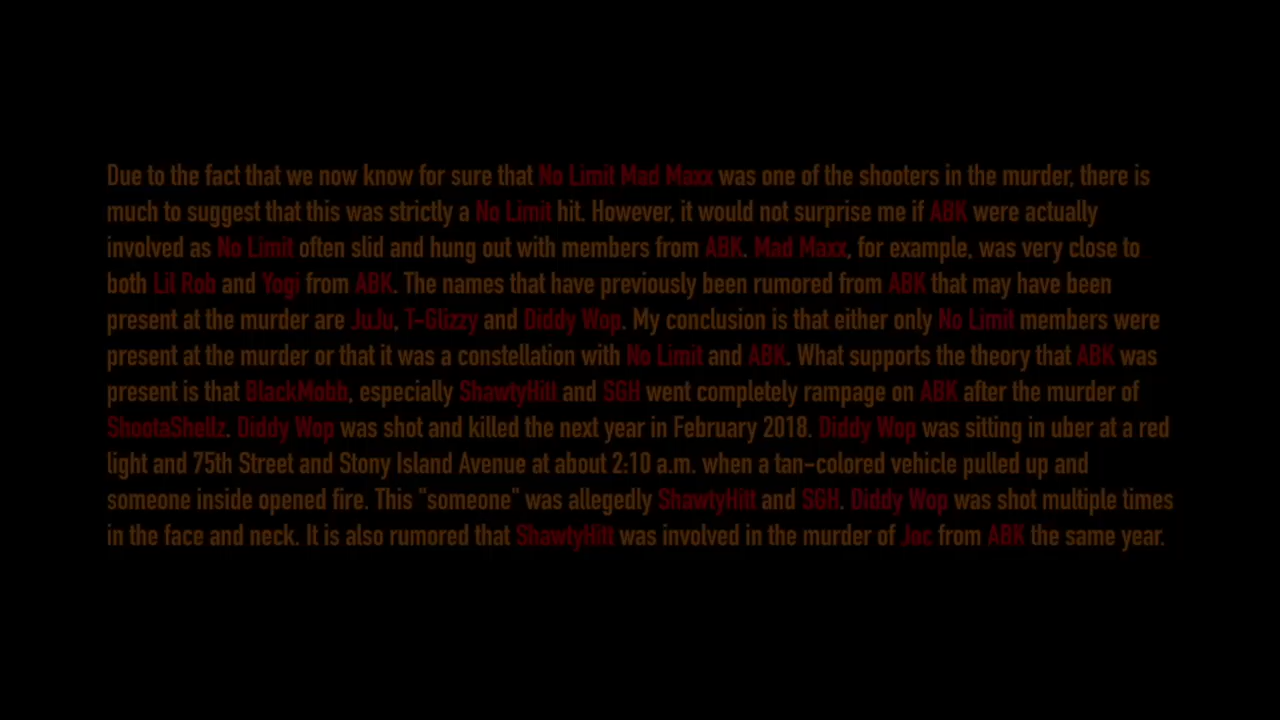 Due to the fact that we now know for sure that No Limit Mad Maxx was one of the shooters in the murder, there is
much to suggest that this was strictly a No Limit hit. However, it would not surprise me if ABK were actually
involved as No Limit often slid and hung out with members from ABK. Mad Maxx, for example, was very close to
both Lil Rob and Yogi from ABK. The names that have previously been rumored from ABK that may have been
present at the murder are JuJu, T-Glizzy and Diddy Wop. My conclusion is that either only No Limit members were
present at the murder or that it was a constellation with No Limit and ABK. What supports the theory that ABK was
present is that BlackMobb, especially ShawtyHitt and SGH went completely rampage on ABK after the murder of
ShootaShellz. Diddy Wop was shot and killed the next year in February 2018. Diddy Wop was sitting in uber at a red
light and 75th Street and Stony Island Avenue at about 2:10 a.m. when a tan-colored vehicle pulled up and
someone inside opened fire. This "someone" was allegedly ShawtyHitt and SGH. Diddy Wop was shot multiple times
in the face and neck. It is also rumored that ShawtyHitt was involved in the murder of Joc from ABK the same year.